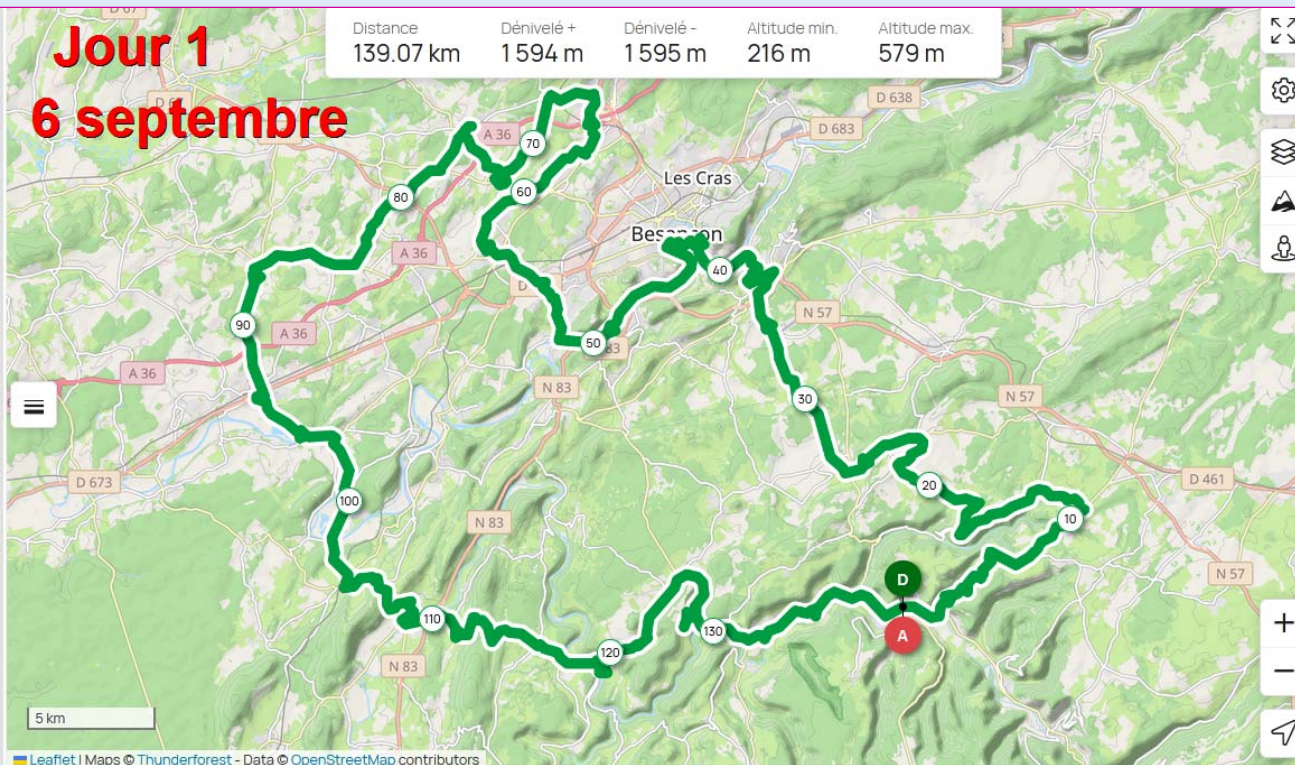 Jour 1
6 septembre
Distance
139.07 km
Dénivelé +
1 594 m
Dénivelé -
1 595 m
Altitude min.
216 m
Altitude max.
579 m
D 638
D 683
A 36
70
Les Cras
60
80
Besançon
A 36
40
N 57
90
A 36
50
83
A 36
N 83
30
N 57
D 673
20
D 461
100
10
N 83
N 57
D
110
130
A
120
N 83
5 km
+
−
Leaflet | Maps © Thunderforest - Data © OpenStreetMap contributors